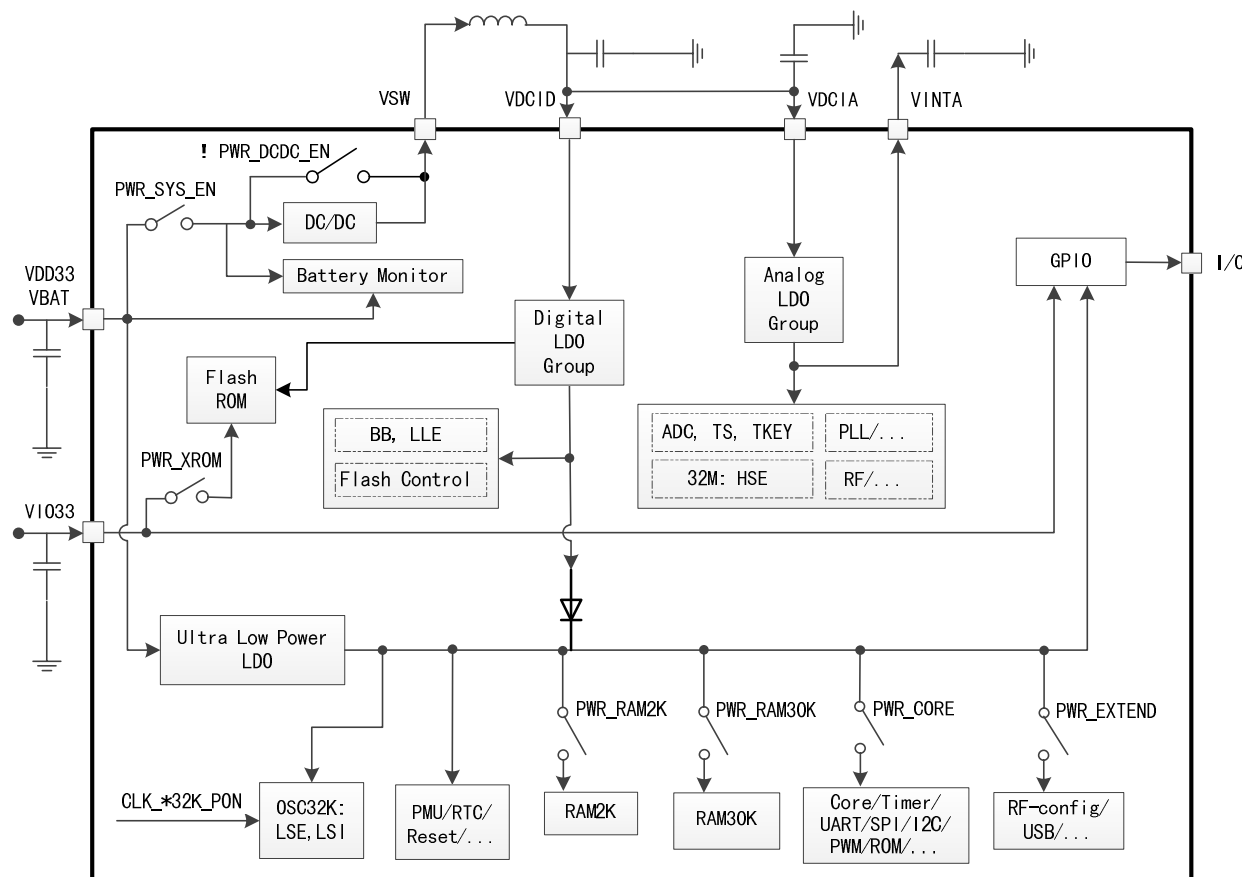 VSW
VDCID
VDCIA
VINTA
! PWR_DCDC_EN
PWR_SYS_EN
DC/DC
Battery Monitor
VDD33
VBAT
GPIO
I/O
Analog
LDO
Group
Digital
LDO
Group
Flash
ROM
BB, LLE
Flash Control
ADC, TS, TKEY
PLL/...
32M: HSE
RF/...
PWR_XROM
VIO33
Ultra Low Power
LDO
PWR_RAM2K
PWR_RAM30K
PWR_CORE
PWR_EXTEND
CLK_*32K_PON
OSC32K:
LSE,LSI
PMU/RTC/
Reset/...
RAM2K
RAM30K
Core/Timer/
UART/SPI/I2C/
PWM/ROM/...
RF-config/
USB/...